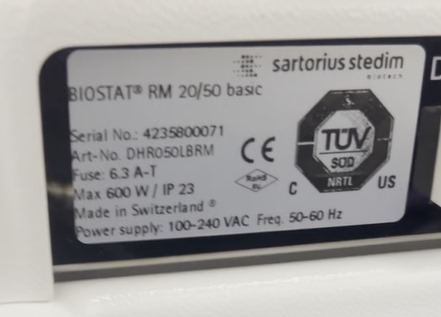 sartorius stedim
biotech
BIOSTAT® RM 20/50 basic
Serial No.: 4235800071
Art-No. DHR050LBRM
Fuse: 6.3 A-T
Max 600 W / IP 23
Made in Switzerland ®
Power supply: 100-240 VAC Freq. 50-60 Hz
CE
TÜV
SÜD
NRTL
C US
D